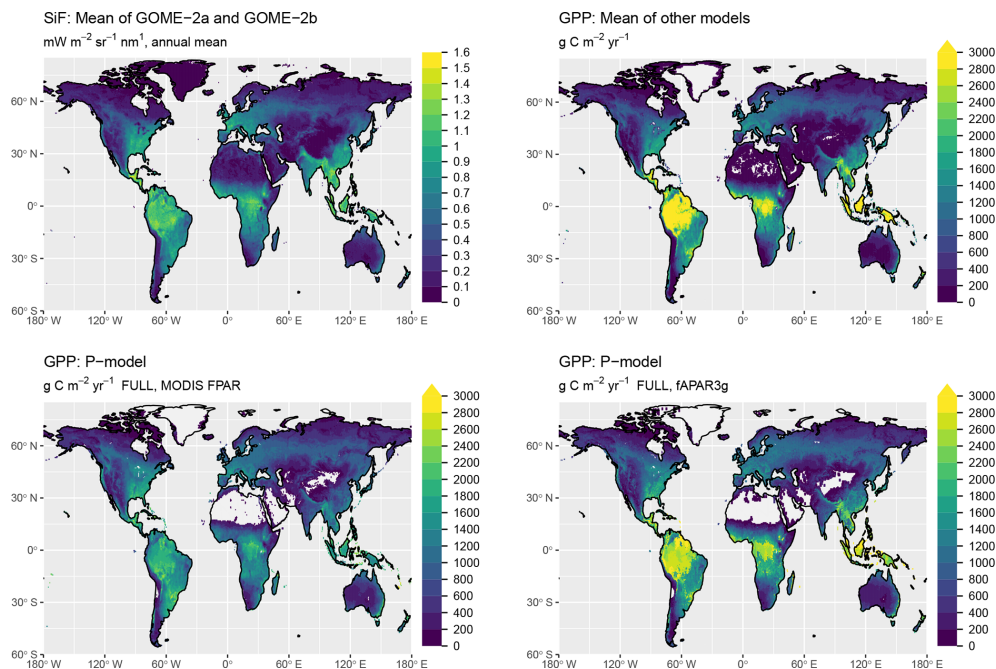 SiF: Mean of GOME−2a and GOME−2b
mW m−2 sr−1 nm1, annual mean
60° N
30° N
0°
30° S
60° S
180° W 120° W 60° W 0° 60° E 120° E 180° E
1.6
1.5
1.4
1.3
1.2
1.1
1
0.9
0.8
0.7
0.6
0.5
0.4
0.3
0.2
0.1
0
GPP: Mean of other models
g C m−2 yr−1
60° N
30° N
0°
30° S
60° S
180° W 120° W 60° W 0° 60° E 120° E 180° E
3000
2800
2600
2400
2200
2000
1800
1600
1400
1200
1000
800
600
400
200
0
GPP: P−model
g C m−2 yr−1 FULL, MODIS FPAR
60° N
30° N
0°
30° S
60° S
180° W 120° W 60° W 0° 60° E 120° E 180° E
3000
2800
2600
2400
2200
2000
1800
1600
1400
1200
1000
800
600
400
200
0
GPP: P−model
g C m−2 yr−1 FULL, fAPAR3g
60° N
30° N
0°
30° S
60° S
180° W 120° W 60° W 0° 60° E 120° E 180° E
3000
2800
2600
2400
2200
2000
1800
1600
1400
1200
1000
800
600
400
200
0